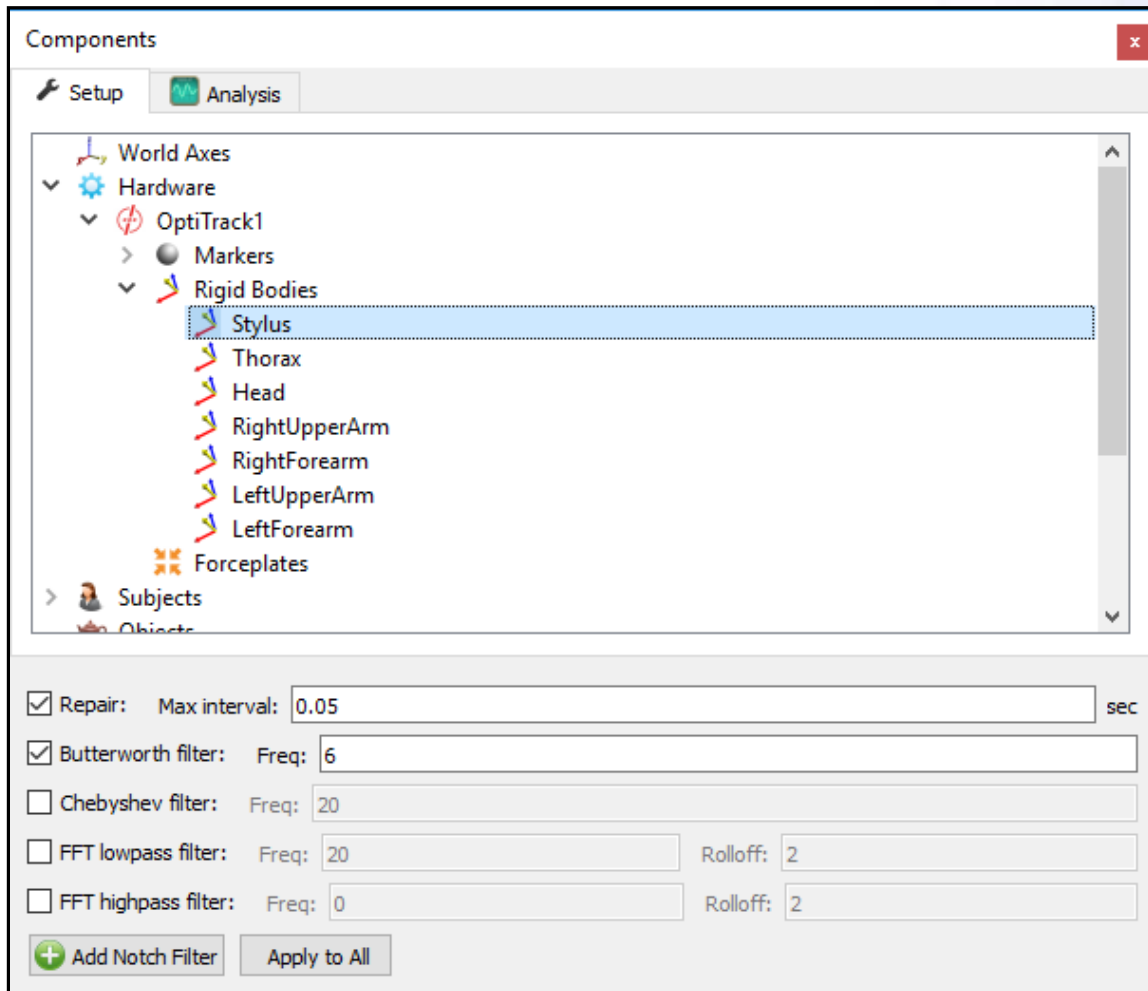 Components
x
Setup Analysis
World Axes
Hardware
OptiTrack1
Markers
Rigid Bodies
Stylus
Thorax
Head
RightUpperArm
RightForearm
LeftUpperArm
LeftForearm
Forceplates
Subjects
Objects
Repair: Max interval: 0.05 sec
Butterworth filter: Freq: 6
Chebyshev filter: Freq: 20
FFT lowpass filter: Freq: 20 Rolloff: 2
FFT highpass filter: Freq: 0 Rolloff: 2
Add Notch Filter Apply to All